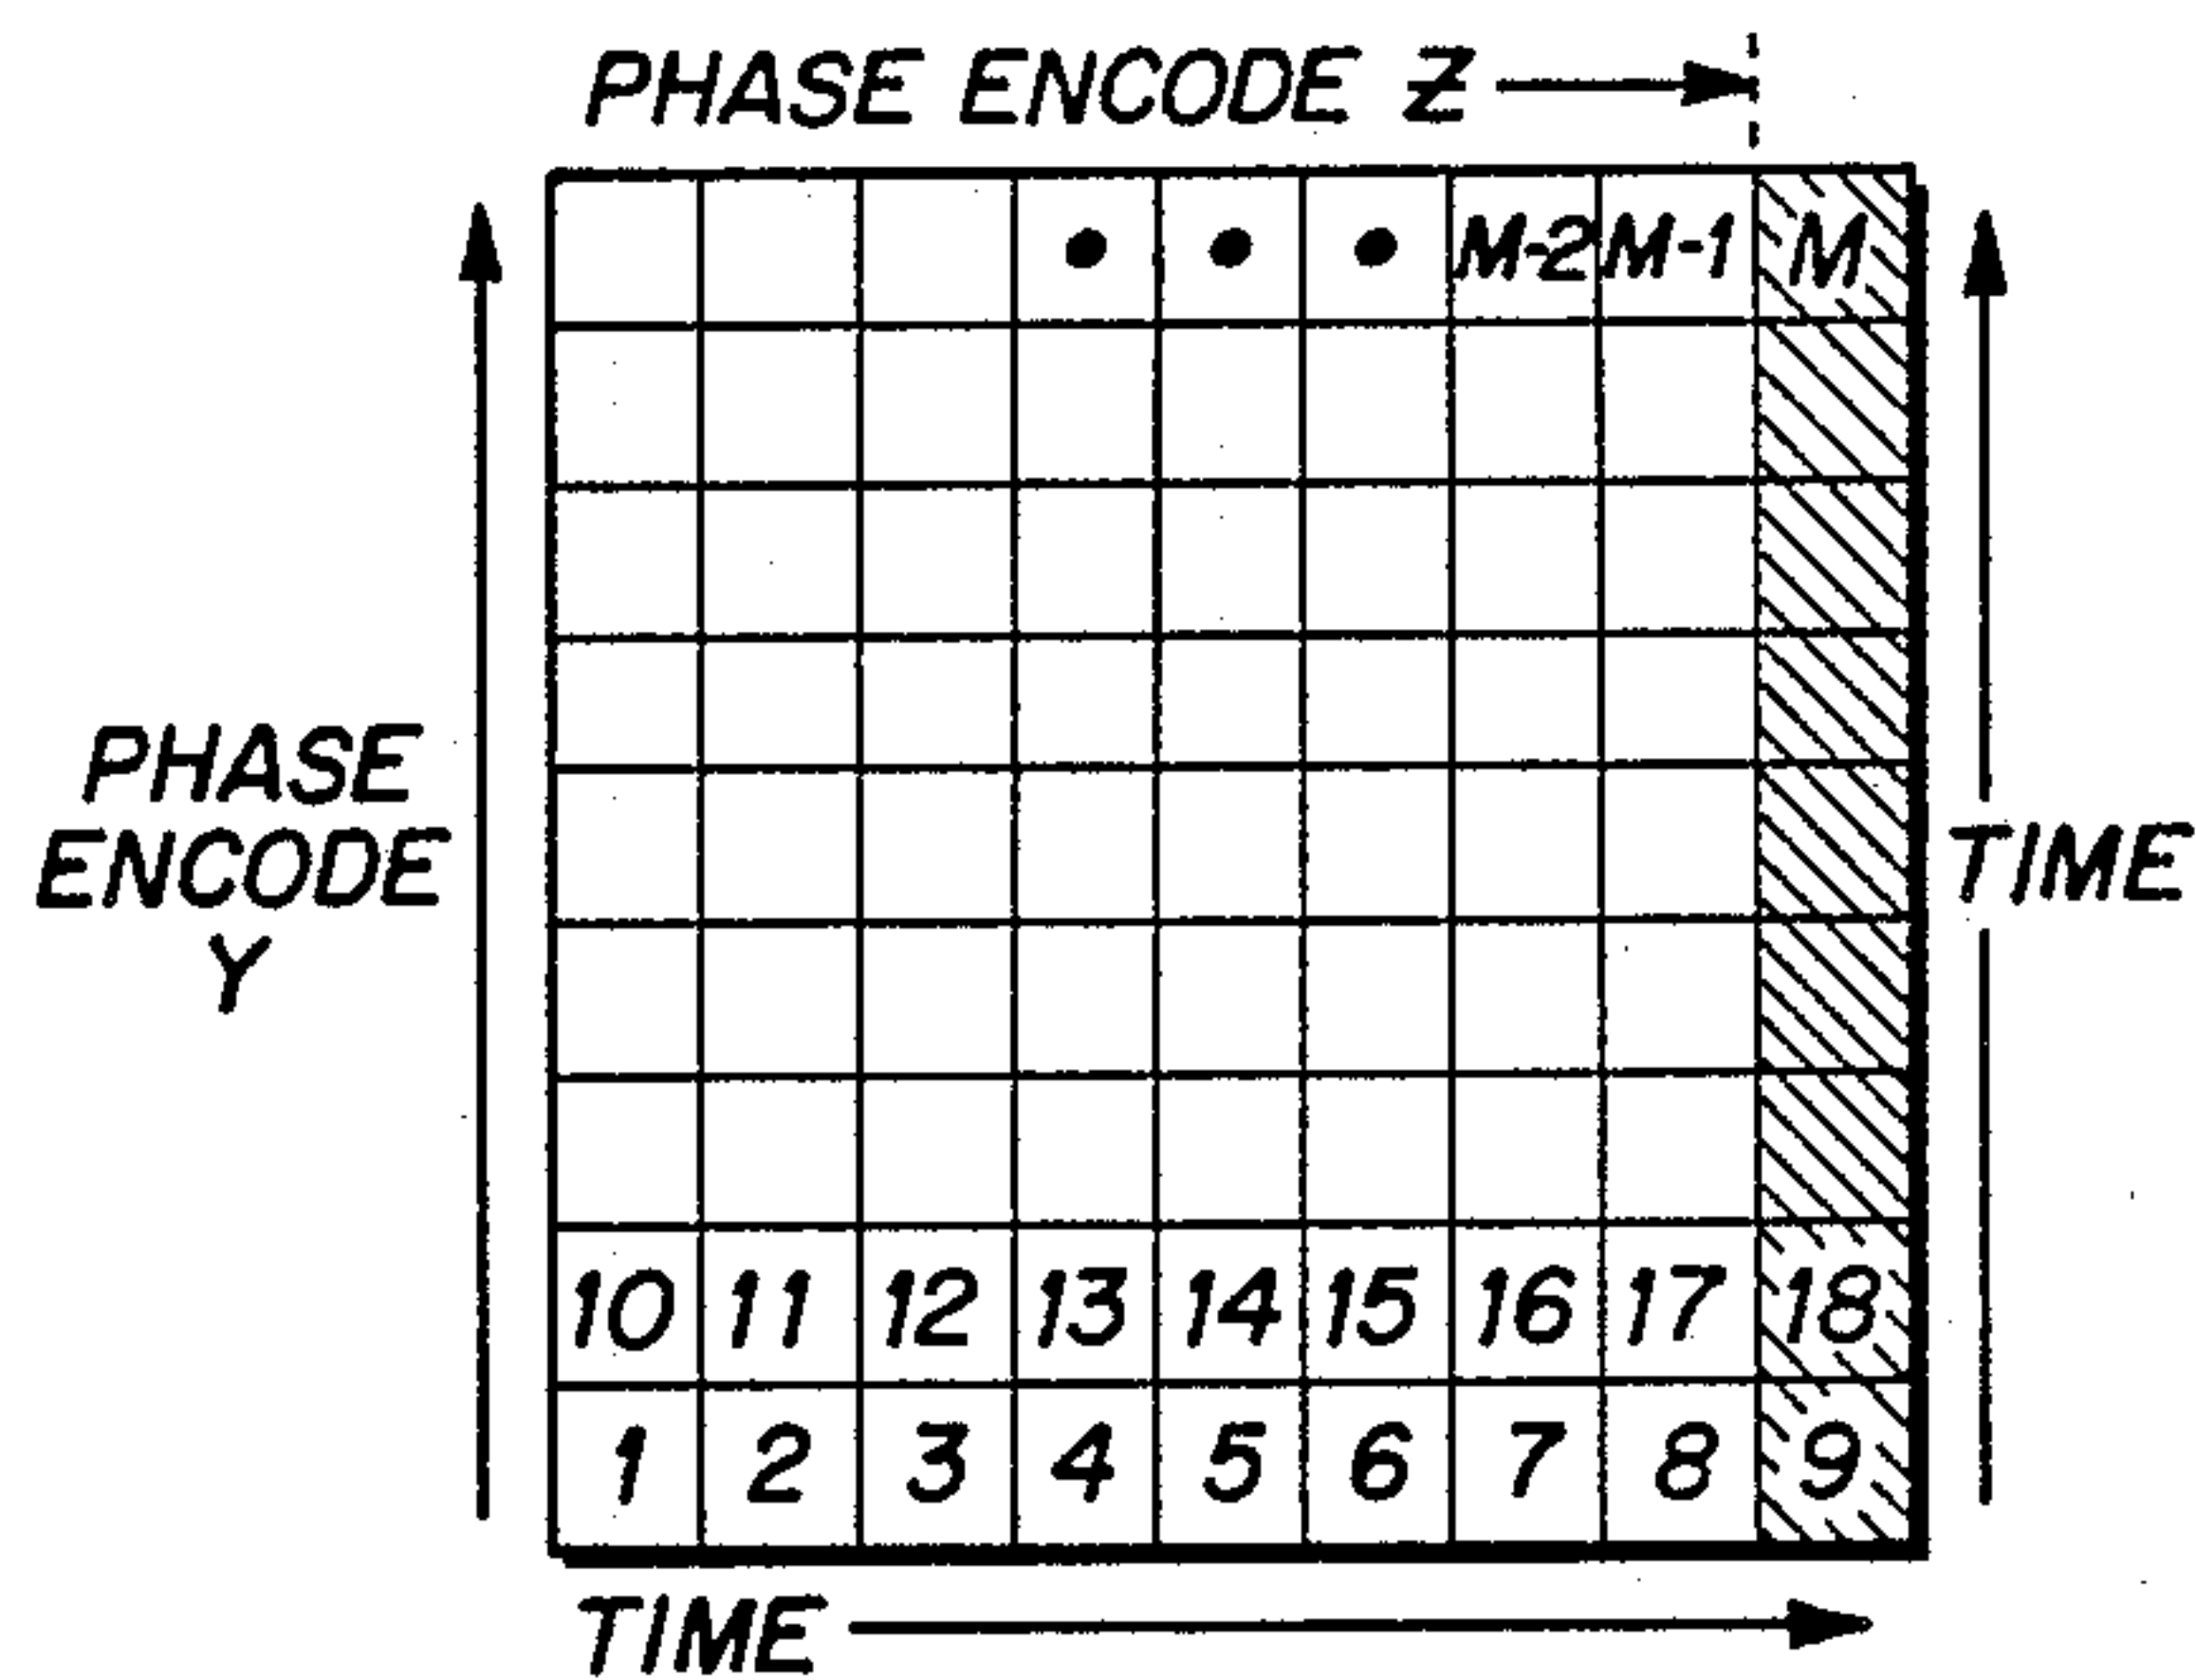 PHASE ENCODE Z
● ● ● M-2 M-1 M
PHASE
ENCODE
Y
TIME
10 11 12 13 14 15 16 17 18
1 2 3 4 5 6 7 8 9
TIME